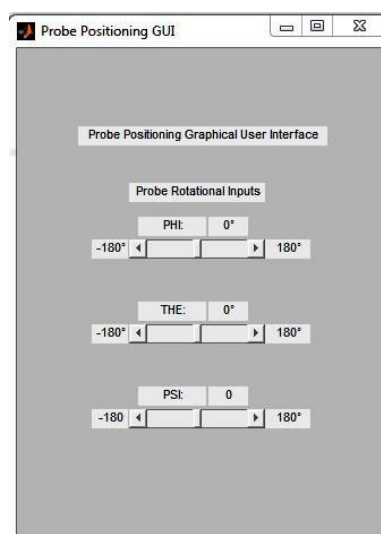 Probe Positioning GUI
Probe Positioning Graphical User Interface
Probe Rotational Inputs
PHI: 0°
-180° 180°
THE: 0°
-180° 180°
PSI: 0
-180 180°